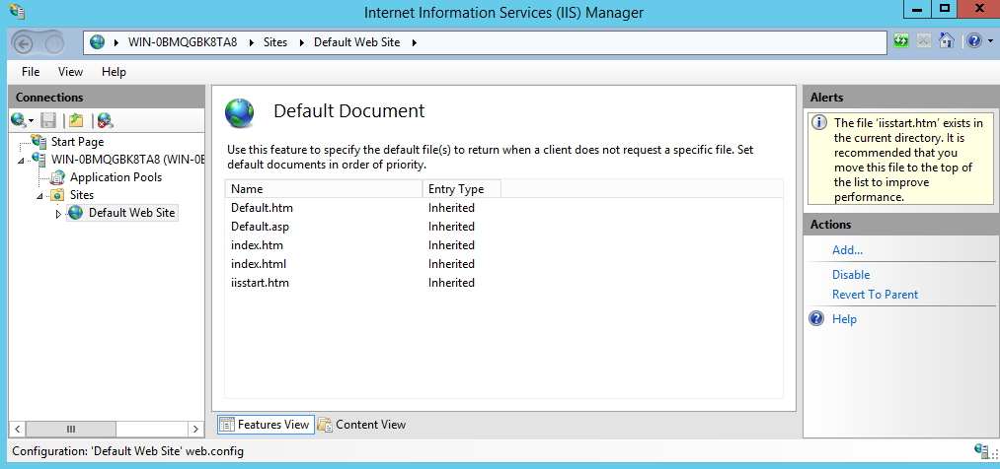 Internet Information Services (IIS) Manager
WIN-0BMQGBK8TA8 Sites Default Web Site
File View Help
Connections
Start Page
WIN-0BMQGBK8TA8 (WIN-0B
Application Pools
Sites
Default Web Site
Default Document
Use this feature to specify the default file(s) to return when a client does not request a specific file. Set
default documents in order of priority.
Name Entry Type
Default.htm Inherited
Default.asp Inherited
index.htm Inherited
index.html Inherited
iisstart.htm Inherited
Features View Content View
Alerts
The file 'iisstart.htm' exists in
the current directory. It is
recommended that you
move this file to the top of
the list to improve
performance.
Actions
Add...
Disable
Revert To Parent
Help
Configuration: 'Default Web Site' web.config